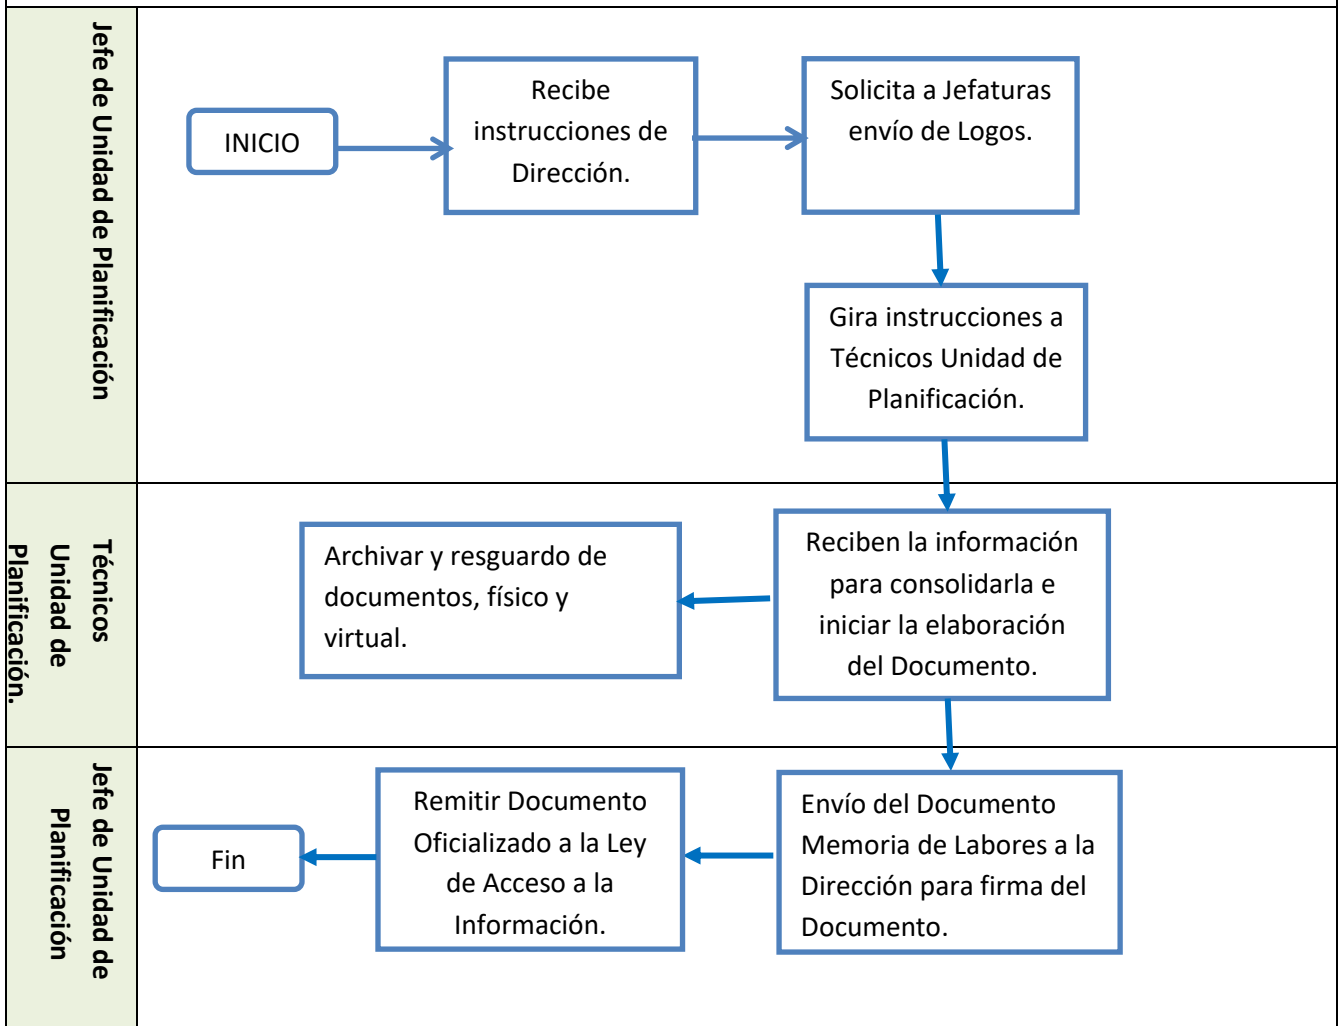 Jefe de Unidad de Planificación
INICIO
Recibe
instrucciones de
Dirección.
Solicita a Jefaturas
envío de Logos.
Gira instrucciones a
Técnicos Unidad de
Planificación.
Técnicos
Unidad de
Planificación.
Reciben la información
para consolidarla e
iniciar la elaboración
del Documento.
Archivar y resguardo de
documentos, físico y
virtual.
Jefe de Unidad de
Planificación
Envío del Documento
Memoria de Labores a la
Dirección para firma del
Documento.
Remitir Documento
Oficializado a la Ley
de Acceso a la
Información.
Fin